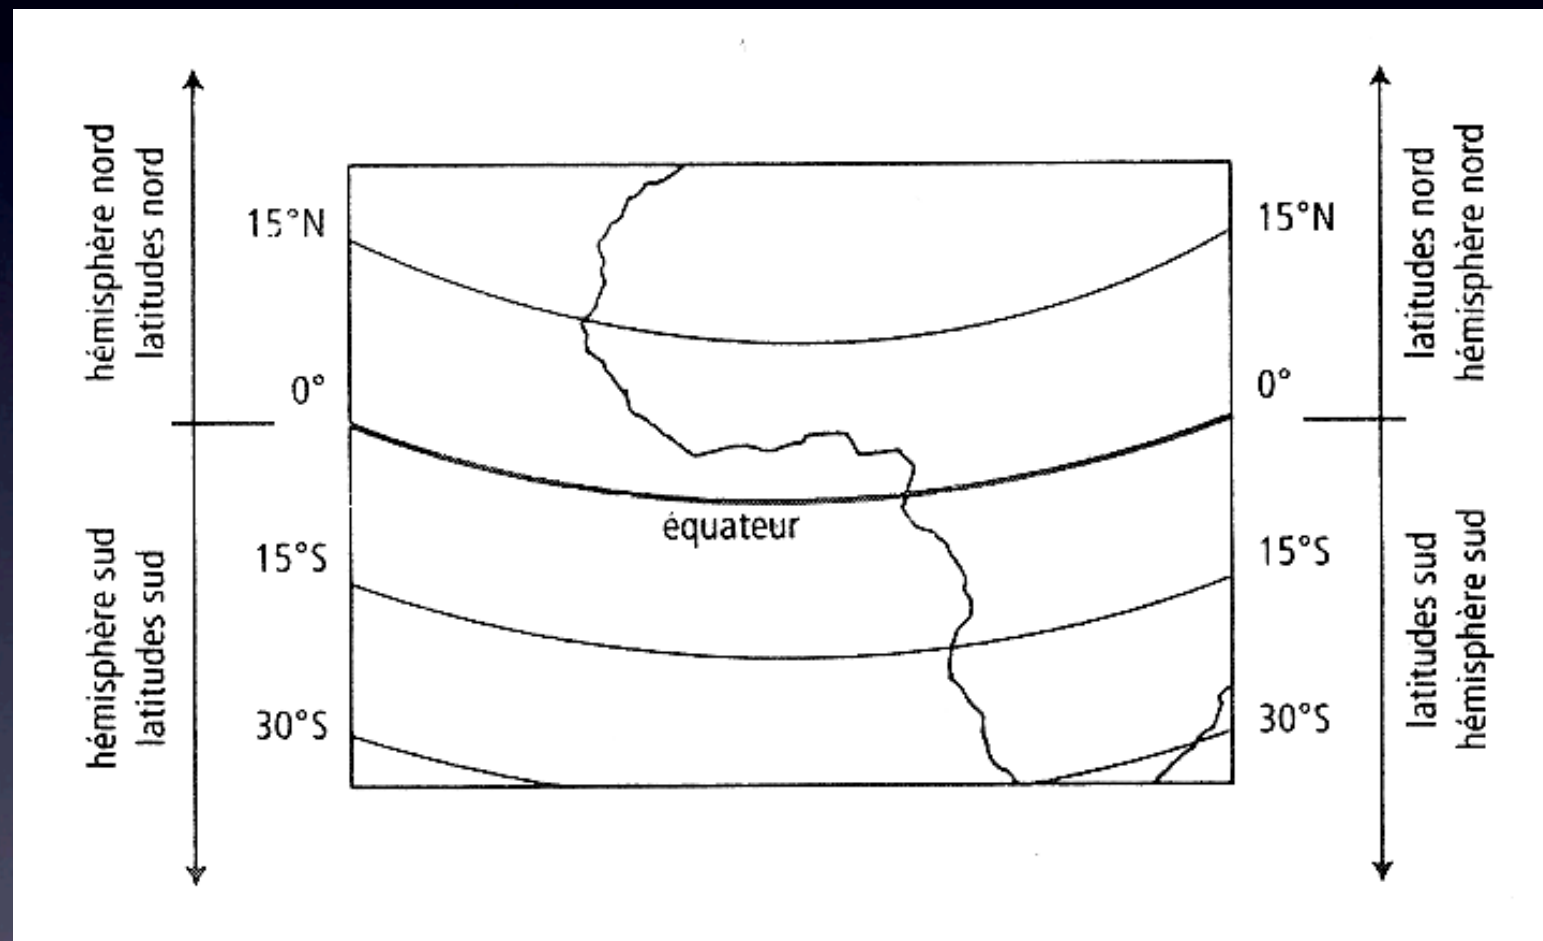 hémisphère nord
latitudes nord
hémisphère sud
latitudes sud
15°N
0°
15°S
30°S
équateur
15°N
0°
15°S
30°S
latitudes nord
hémisphère nord
latitudes sud
hémisphère sud